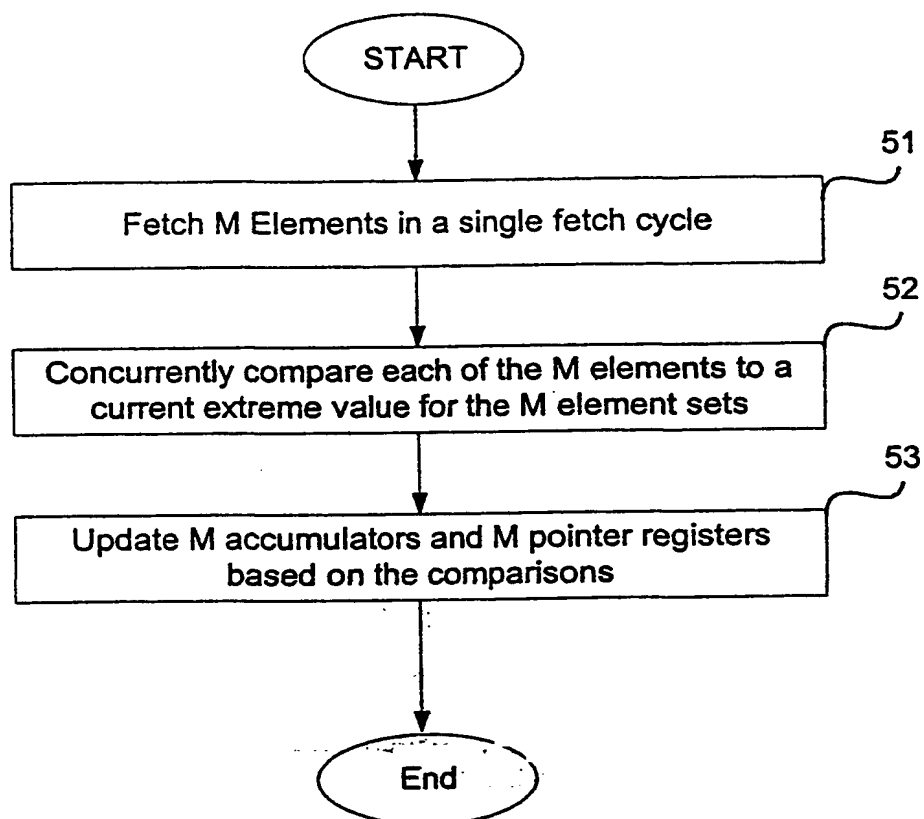 START
51
Fetch M Elements in a single fetch cycle
52
Concurrently compare each of the M elements to a
current extreme value for the M element sets
53
Update M accumulators and M pointer registers
based on the comparisons
End